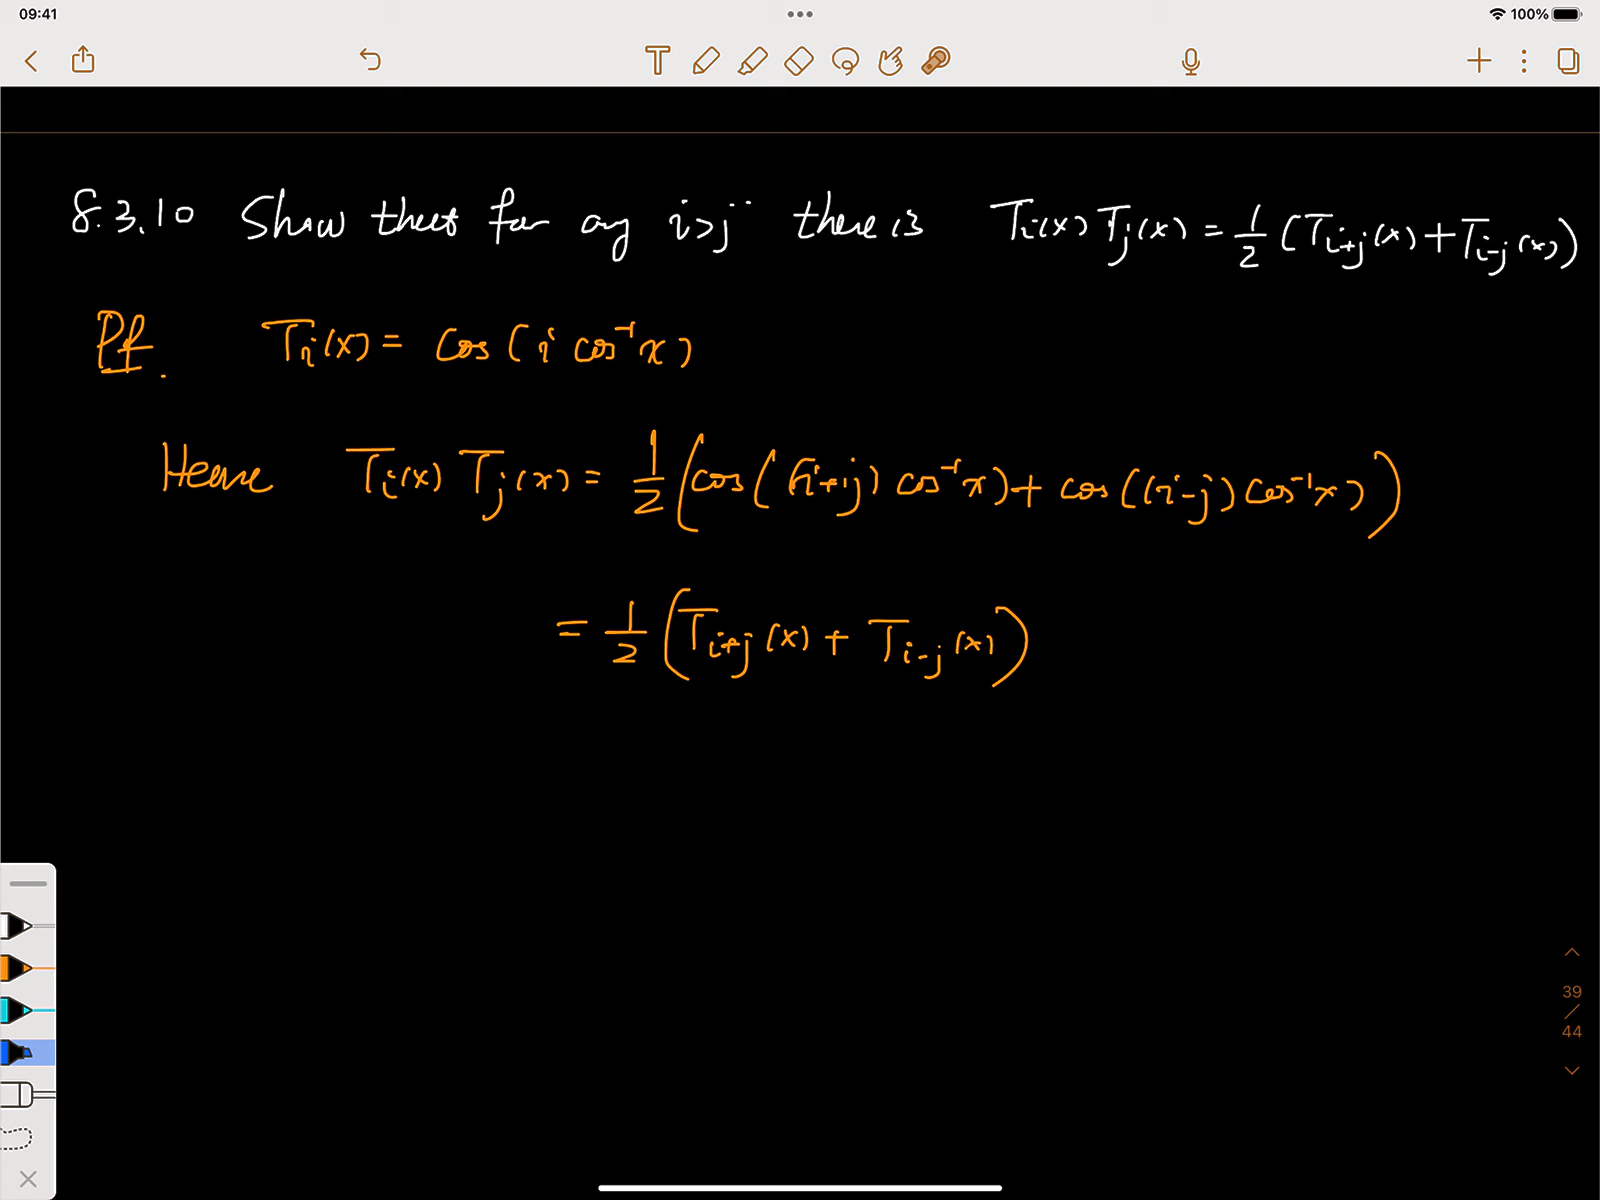 09:41
100%
8.3.10 Show that for any i>j there is Tᵢ(x) Tⱼ(x) = 1/2 (Tᵢ₊ⱼ(x) + Tᵢ₋ⱼ(x))
Pf. Tᵢ(x) = cos(i cos⁻¹x)
Hence Tᵢ(x) Tⱼ(x) = 1/2 (cos((i+j) cos⁻¹x) + cos((i-j) cos⁻¹x))
= 1/2 (Tᵢ₊ⱼ(x) + Tᵢ₋ⱼ(x))
39
/
44